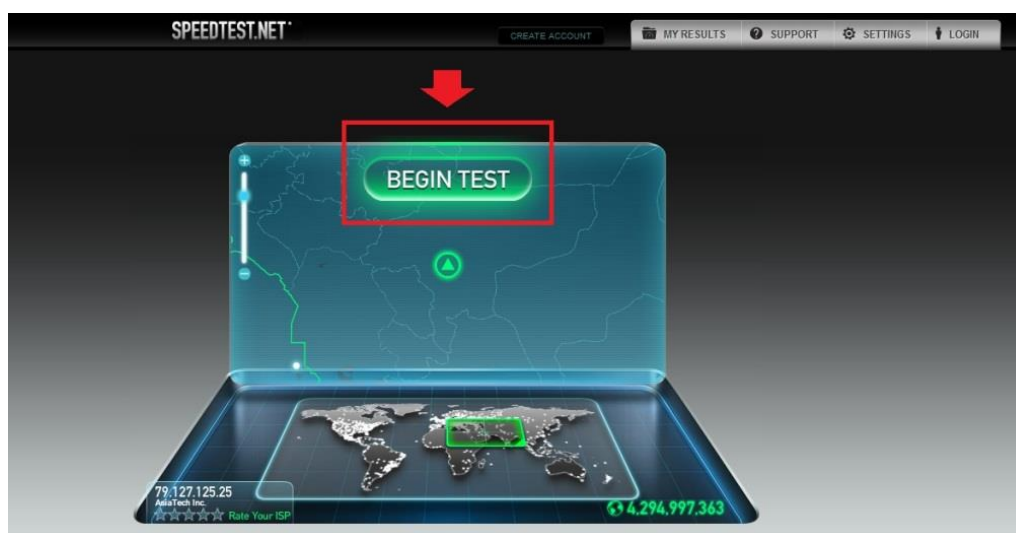 SPEEDTEST.NET
CREATE ACCOUNT
MY RESULTS
SUPPORT
SETTINGS
LOGIN
BEGIN TEST
79.127.125.25
AsiaTech Inc.
Rate Your ISP
4,294,997,363